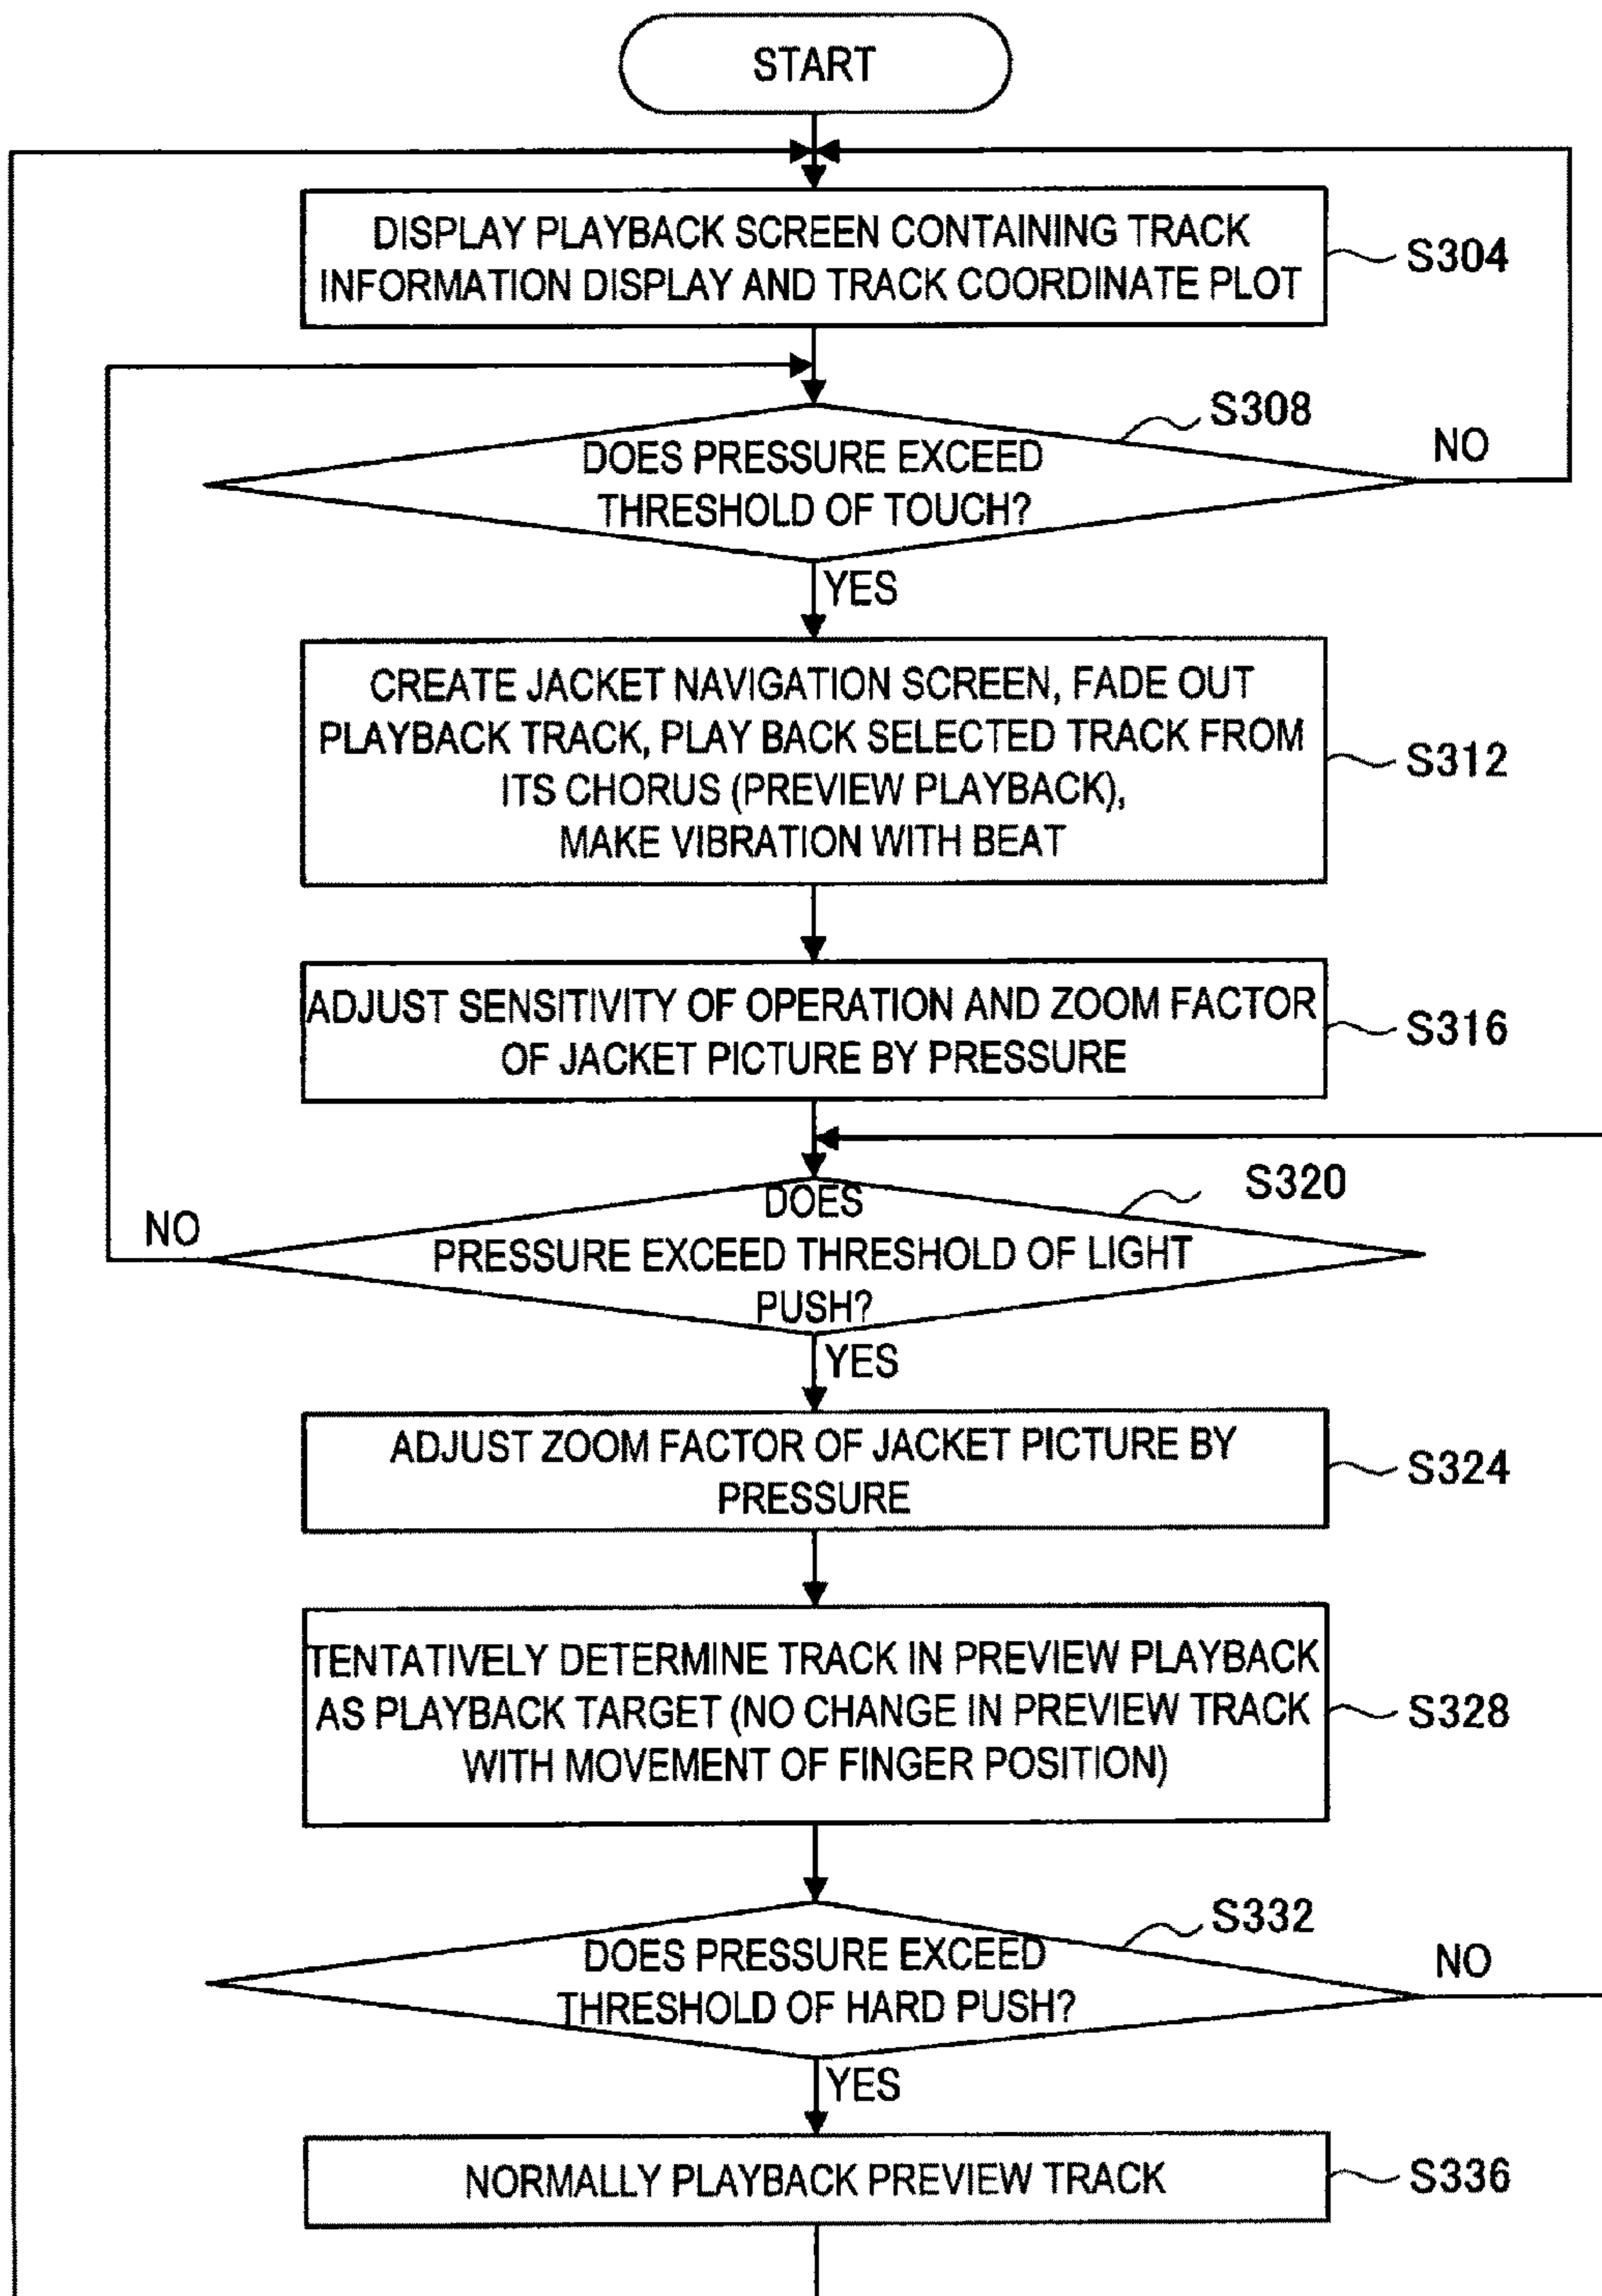 START
DISPLAY PLAYBACK SCREEN CONTAINING TRACK
INFORMATION DISPLAY AND TRACK COORDINATE PLOT
S304
S308
DOES PRESSURE EXCEED
THRESHOLD OF TOUCH?
NO
YES
CREATE JACKET NAVIGATION SCREEN, FADE OUT
PLAYBACK TRACK, PLAY BACK SELECTED TRACK FROM
ITS CHORUS (PREVIEW PLAYBACK),
MAKE VIBRATION WITH BEAT
S312
ADJUST SENSITIVITY OF OPERATION AND ZOOM FACTOR
OF JACKET PICTURE BY PRESSURE
S316
S320
DOES
PRESSURE EXCEED THRESHOLD OF LIGHT
PUSH?
NO
YES
ADJUST ZOOM FACTOR OF JACKET PICTURE BY
PRESSURE
S324
TENTATIVELY DETERMINE TRACK IN PREVIEW PLAYBACK
AS PLAYBACK TARGET (NO CHANGE IN PREVIEW TRACK
WITH MOVEMENT OF FINGER POSITION)
S328
S332
DOES PRESSURE EXCEED
THRESHOLD OF HARD PUSH?
NO
YES
NORMALLY PLAYBACK PREVIEW TRACK
S336